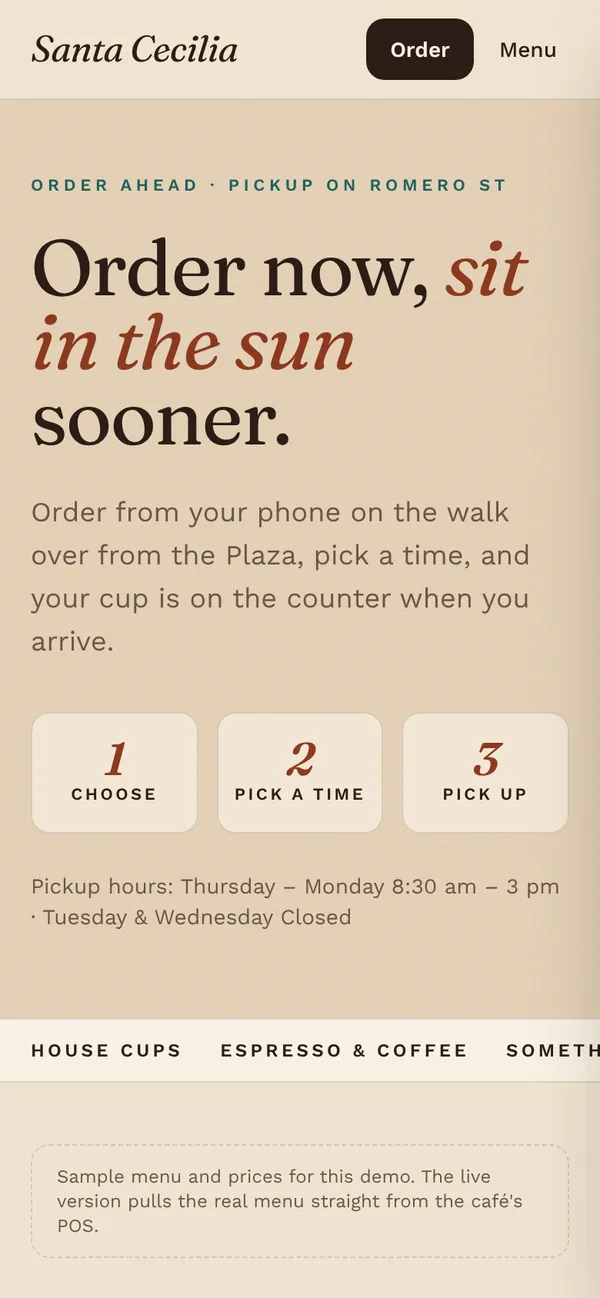 Santa Cecilia
Order
Menu
ORDER AHEAD · PICKUP ON ROMERO ST
Order now, sit
in the sun
sooner.
Order from your phone on the walk
over from the Plaza, pick a time, and
your cup is on the counter when you
arrive.
1
CHOOSE
2
PICK A TIME
3
PICK UP
Pickup hours: Thursday – Monday 8:30 am – 3 pm
· Tuesday & Wednesday Closed
HOUSE CUPS
ESPRESSO & COFFEE
SOMETH
Sample menu and prices for this demo. The live
version pulls the real menu straight from the café's
POS.